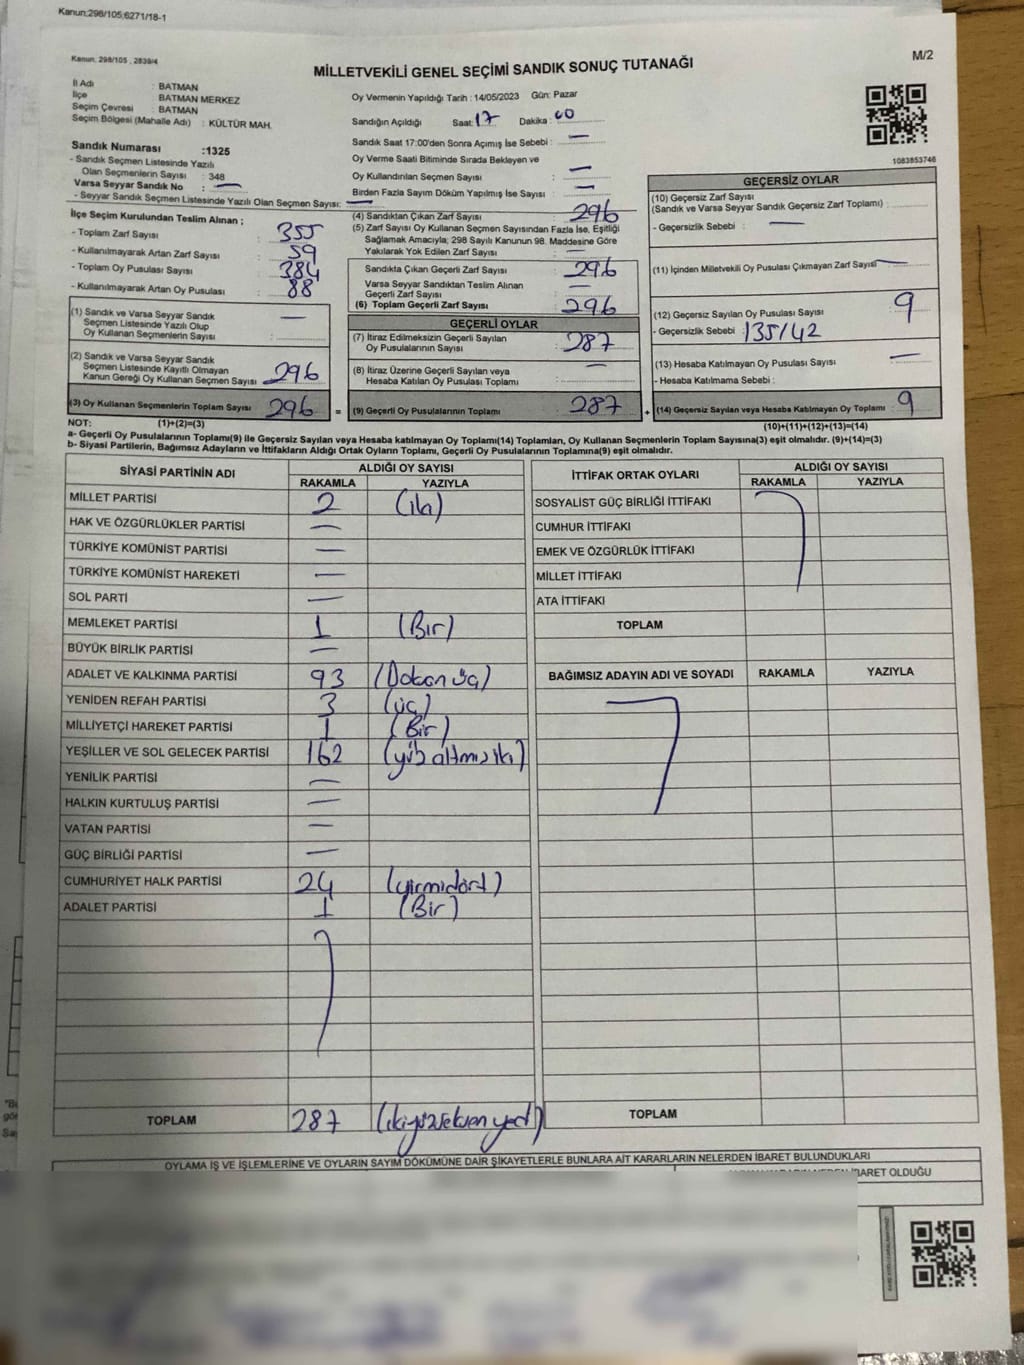 Kanun;298/105;6271/18-1
Kanun; 298/105 , 2839/4
M/2
MİLLETVEKİLİ GENEL SEÇİMİ SANDIK SONUÇ TUTANAĞI
İl Adı : BATMAN
İlçe : BATMAN MERKEZ
Seçim Çevresi : BATMAN
Seçim Bölgesi (Mahalle Adı) : KÜLTÜR MAH.
Sandık Numarası :1325
- Sandık Seçmen Listesinde Yazılı
Olan Seçmenlerin Sayısı : 348
Varsa Seyyar Sandık No : —
- Seyyar Sandık Seçmen Listesinde Yazılı Olan Seçmen Sayısı: —
Oy Vermenin Yapıldığı Tarih : 14/05/2023 Gün: Pazar
Sandığın Açıldığı Saat: 17 Dakika : 00
Sandık Saat 17:00'den Sonra Açımış İse Sebebi : —
Oy Verme Saati Bitiminde Sırada Bekleyen ve
Oy Kullandırılan Seçmen Sayısı : —
Birden Fazla Sayım Döküm Yapılmış İse Sayısı : —
1083853746
İlçe Seçim Kurulundan Teslim Alınan ;
- Toplam Zarf Sayısı : 355
- Kullanılmayarak Artan Zarf Sayısı : 59
- Toplam Oy Pusulası Sayısı : 384
- Kullanılmayarak Artan Oy Pusulası : 88
(1) Sandık ve Varsa Seyyar Sandık
Seçmen Listesinde Yazılı Olup
Oy Kullanan Seçmenlerin Sayısı : —
(2) Sandık ve Varsa Seyyar Sandık
Seçmen Listesinde Kayıtlı Olmayan
Kanun Gereği Oy Kullanan Seçmen Sayısı : 296
(3) Oy Kullanan Seçmenlerin Toplam Sayısı : 296 =
(4) Sandıktan Çıkan Zarf Sayısı : 296
(5) Zarf Sayısı Oy Kullanan Seçmen Sayısından Fazla İse, Eşitliği
Sağlamak Amacıyla, 298 Sayılı Kanunun 98. Maddesine Göre
Yakılarak Yok Edilen Zarf Sayısı : —
Sandıkta Çıkan Geçerli Zarf Sayısı : 296
Varsa Seyyar Sandıktan Teslim Alınan
Geçerli Zarf Sayısı : —
(6) Toplam Geçerli Zarf Sayısı : 296
GEÇERLİ OYLAR
(7) İtiraz Edilmeksizin Geçerli Sayılan
Oy Pusulalarının Sayısı : 287
(8) İtiraz Üzerine Geçerli Sayılan veya
Hesaba Katılan Oy Pusulası Toplamı : —
(9) Geçerli Oy Pusulalarının Toplamı : 287 +
GEÇERSİZ OYLAR
(10) Geçersiz Zarf Sayısı
(Sandık ve Varsa Seyyar Sandık Geçersiz Zarf Toplamı) :
- Geçersizlik Sebebi : —
(11) İçinden Milletvekili Oy Pusulası Çıkmayan Zarf Sayısı: —
(12) Geçersiz Sayılan Oy Pusulası Sayısı : 9
- Geçersizlik Sebebi : 135/42
(13) Hesaba Katılmayan Oy Pusulası Sayısı : —
- Hesaba Katılmama Sebebi :
(14) Geçersiz Sayılan veya Hesaba Katılmayan Oy Toplamı : 9
NOT: (1)+(2)=(3) (10)+(11)+(12)+(13)=(14)
a- Geçerli Oy Pusulalarının Toplamı(9) ile Geçersiz Sayılan veya Hesaba katılmayan Oy Toplamı(14) Toplamları, Oy Kullanan Seçmenlerin Toplam Sayısına(3) eşit olmalıdır. (9)+(14)=(3)
b- Siyasi Partilerin, Bağımsız Adayların ve İttifakların Aldığı Ortak Oyların Toplamı, Geçerli Oy Pusulalarının Toplamına(9) eşit olmalıdır.
SİYASİ PARTİNİN ADI ALDIĞI OY SAYISI
RAKAMLA YAZIYLA
MİLLET PARTİSİ 2 (iki)
HAK VE ÖZGÜRLÜKLER PARTİSİ —
TÜRKİYE KOMÜNİST PARTİSİ —
TÜRKİYE KOMÜNİST HAREKETİ —
SOL PARTİ —
MEMLEKET PARTİSİ 1 (Bir)
BÜYÜK BİRLİK PARTİSİ —
ADALET VE KALKINMA PARTİSİ 93 (Doksan üç)
YENİDEN REFAH PARTİSİ 3 (üç)
MİLLİYETÇİ HAREKET PARTİSİ 1 (Bir)
YEŞİLLER VE SOL GELECEK PARTİSİ 162 (yüz altmış iki)
YENİLİK PARTİSİ —
HALKIN KURTULUŞ PARTİSİ —
VATAN PARTİSİ —
GÜÇ BİRLİĞİ PARTİSİ —
CUMHURİYET HALK PARTİSİ 24 (yirmidört)
ADALET PARTİSİ 1 (Bir)
TOPLAM 287 (ikiyüzseksen yedi)
İTTİFAK ORTAK OYLARI ALDIĞI OY SAYISI
RAKAMLA YAZIYLA
SOSYALİST GÜÇ BİRLİĞİ İTTİFAKI
CUMHUR İTTİFAKI
EMEK VE ÖZGÜRLÜK İTTİFAKI
MİLLET İTTİFAKI
ATA İTTİFAKI
TOPLAM
BAĞIMSIZ ADAYIN ADI VE SOYADI RAKAMLA YAZIYLA
TOPLAM
OYLAMA İŞ VE İŞLEMLERİNE VE OYLARIN SAYIM DÖKÜMÜNE DAİR ŞİKAYETLERLE BUNLARA AİT KARARLARIN NELERDEN İBARET BULUNDUKLARI
İBARET OLDUĞU